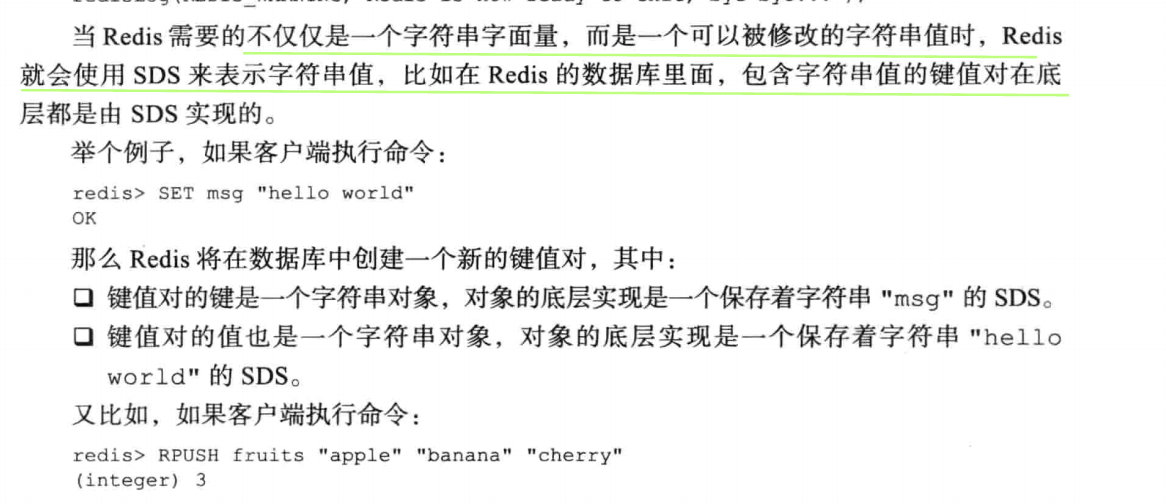 当 Redis 需要的不仅仅是一个字符串字面量，而是一个可以被修改的字符串值时，Redis
就会使用 SDS 来表示字符串值，比如在 Redis 的数据库里面，包含字符串值的键值对在底
层都是由 SDS 实现的。
举个例子，如果客户端执行命令：
redis> SET msg "hello world"
OK
那么 Redis 将在数据库中创建一个新的键值对，其中：
❑ 键值对的键是一个字符串对象，对象的底层实现是一个保存着字符串 "msg" 的 SDS。
❑ 键值对的值也是一个字符串对象，对象的底层实现是一个保存着字符串 "hello
world" 的 SDS。
又比如，如果客户端执行命令：
redis> RPUSH fruits "apple" "banana" "cherry"
(integer) 3